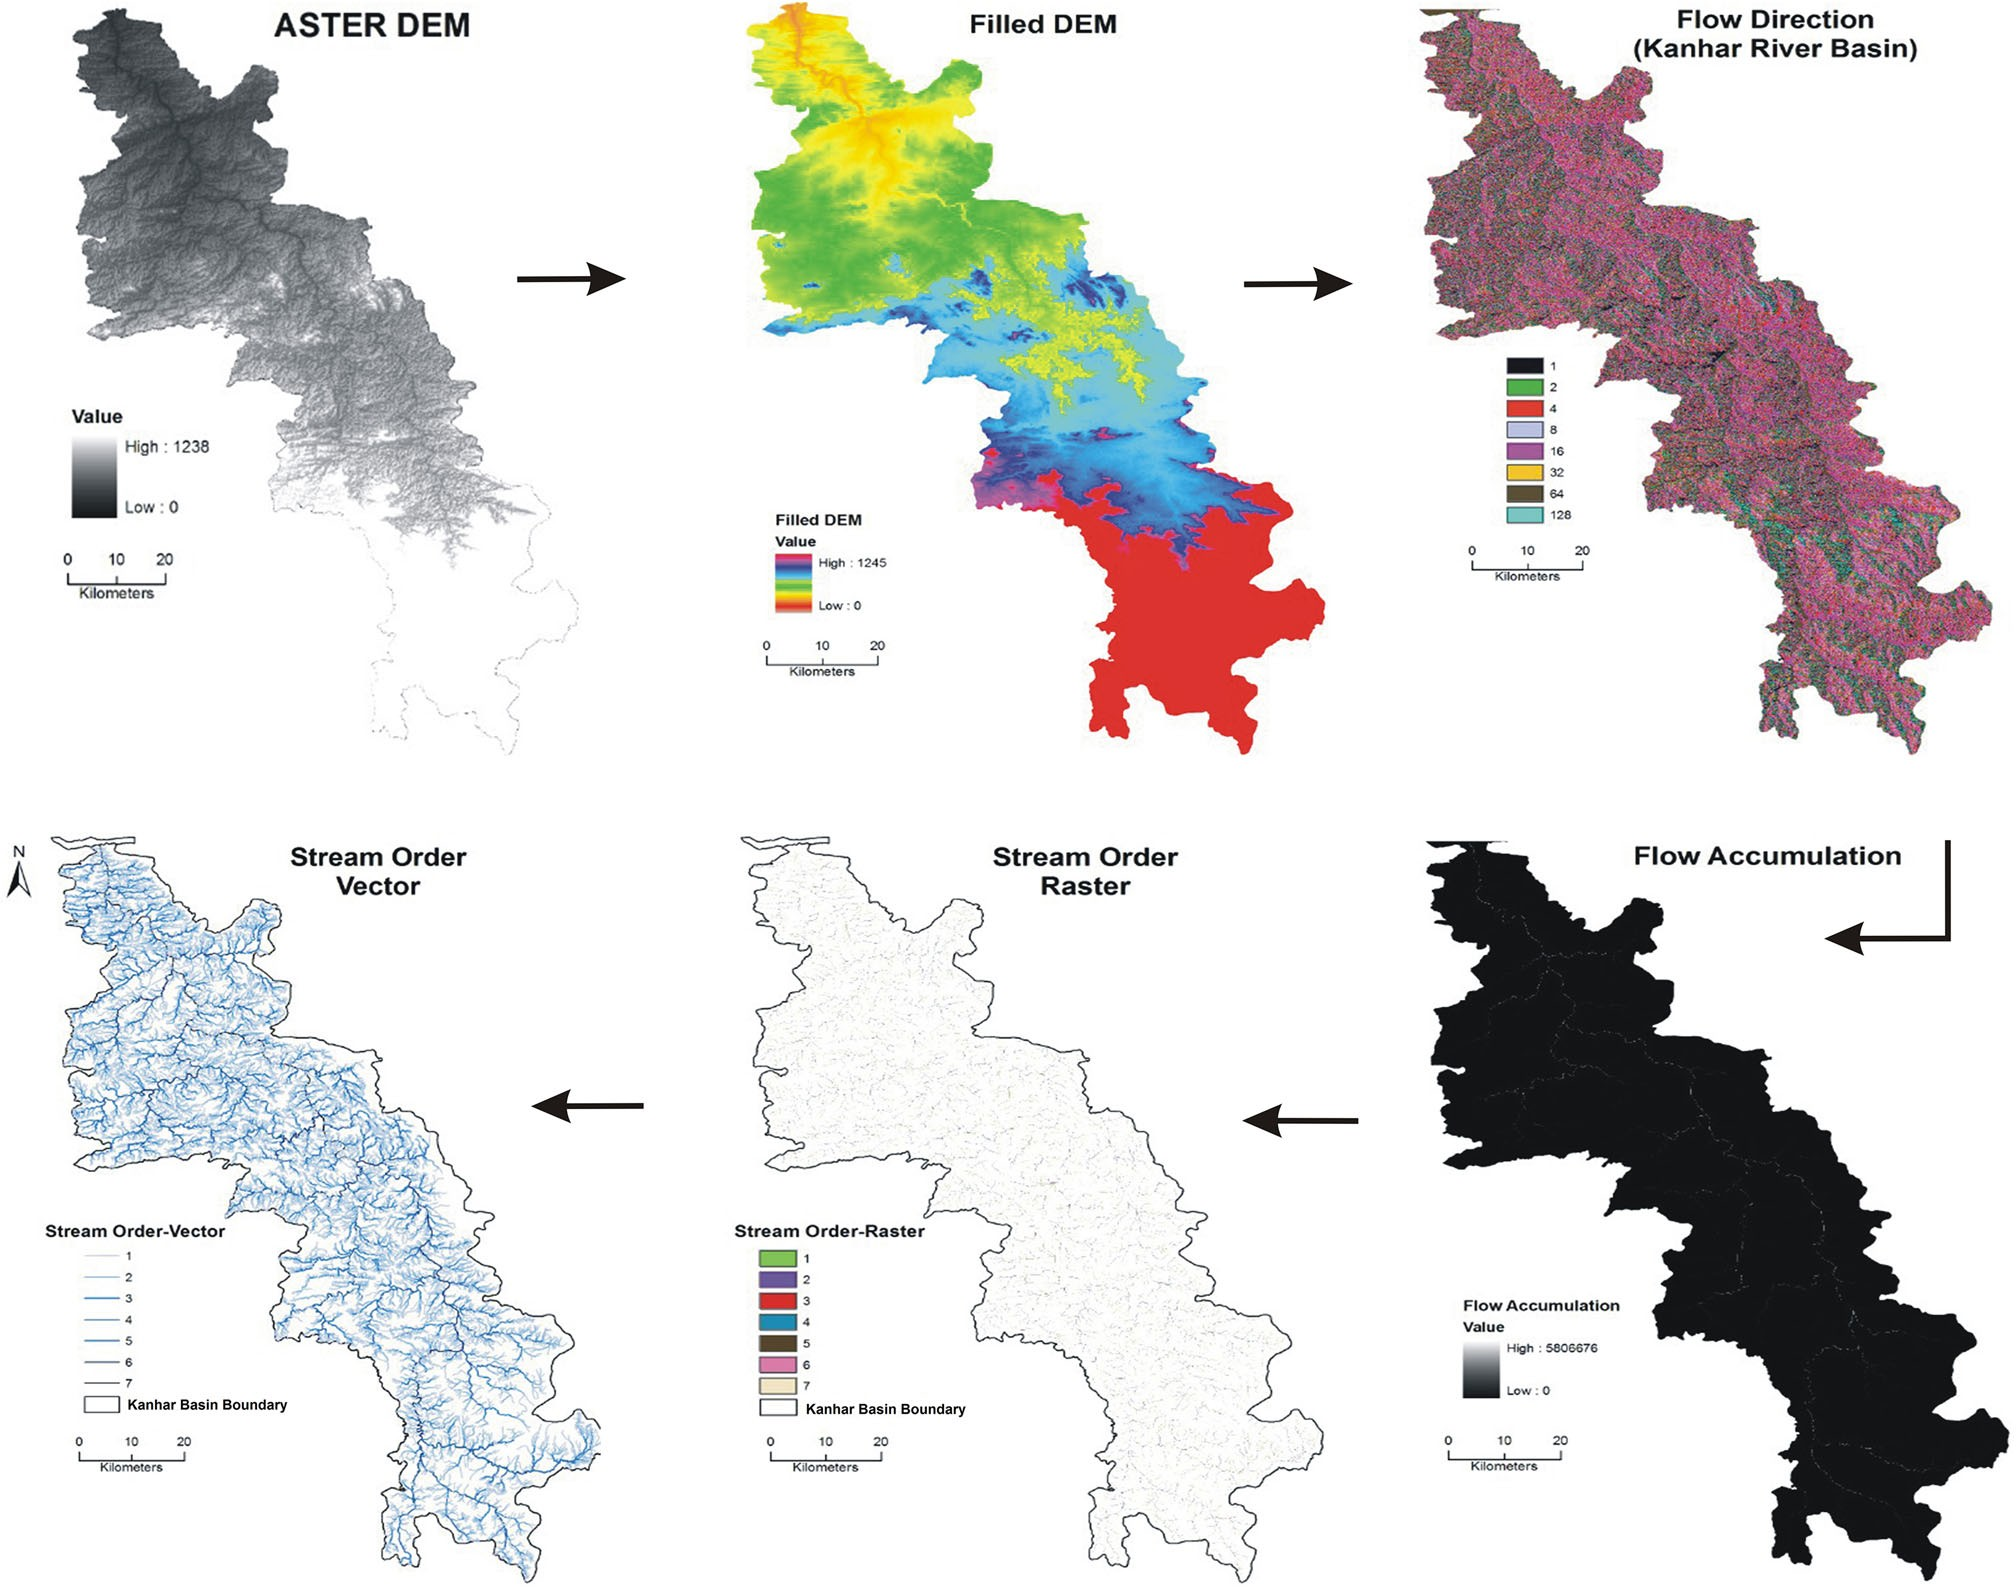 ASTER DEM
Value
High : 1238
Low : 0
0 10 20
Kilometers
Filled DEM
Filled DEM
Value
High : 1245
Low : 0
0 10 20
Kilometers
Flow Direction
(Kanhar River Basin)
1
2
4
8
16
32
64
128
0 10 20
Kilometers
N
Stream Order
Vector
Stream Order-Vector
1
2
3
4
5
6
7
Kanhar Basin Boundary
0 10 20
Kilometers
Stream Order
Raster
Stream Order-Raster
1
2
3
4
5
6
7
Kanhar Basin Boundary
0 10 20
Kilometers
Flow Accumulation
Flow Accumulation
Value
High : 5806676
Low : 0
0 10 20
Kilometers